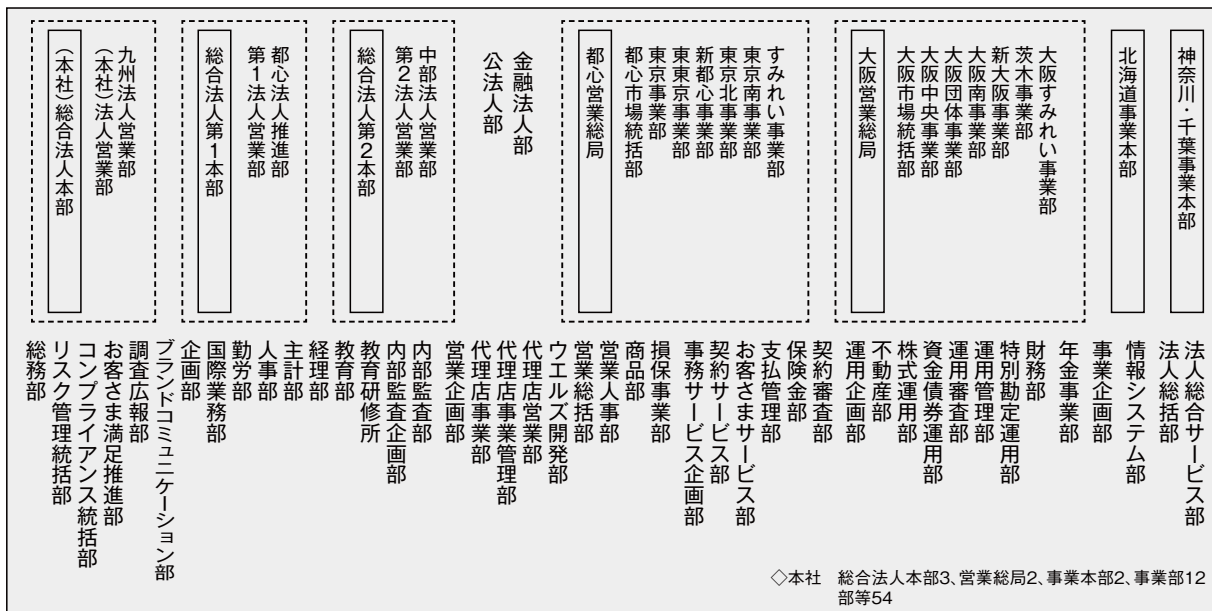 （本社）総合法人本部
（本社）法人営業部
九州法人営業部
総合法人第1本部
第1法人営業部
都心法人推進部
総合法人第2本部
第2法人営業部
中部法人営業部
公法人部
金融法人部
都心営業総局
都心市場統括部
東京事業部
東東京事業部
新都心事業部
東京北事業部
東京南事業部
すみれい事業部
大阪営業総局
大阪市場統括部
大阪中央事業部
大阪団体事業部
大阪南事業部
新大阪事業部
茨木事業部
大阪すみれい事業部
北海道事業本部
神奈川・千葉事業本部
総務部
リスク管理統括部
コンプライアンス統括部
お客さま満足推進部
調査広報部
ブランドコミュニケーション部
企画部
国際業務部
勤労部
人事部
主計部
経理部
教育部
教育研修所
内部監査企画部
内部監査部
営業企画部
代理店事業部
代理店事業管理部
代理店営業部
ウエルズ開発部
営業総括部
営業人事部
商品部
損保事業部
事務サービス企画部
契約サービス部
お客さまサービス部
支払管理部
保険金部
契約審査部
運用企画部
不動産部
株式運用部
資金債券運用部
運用審査部
運用管理部
特別勘定運用部
財務部
年金事業部
事業企画部
情報システム部
法人総括部
法人総合サービス部
◇本社　総合法人本部3、営業総局2、事業本部2、事業部12
部等54